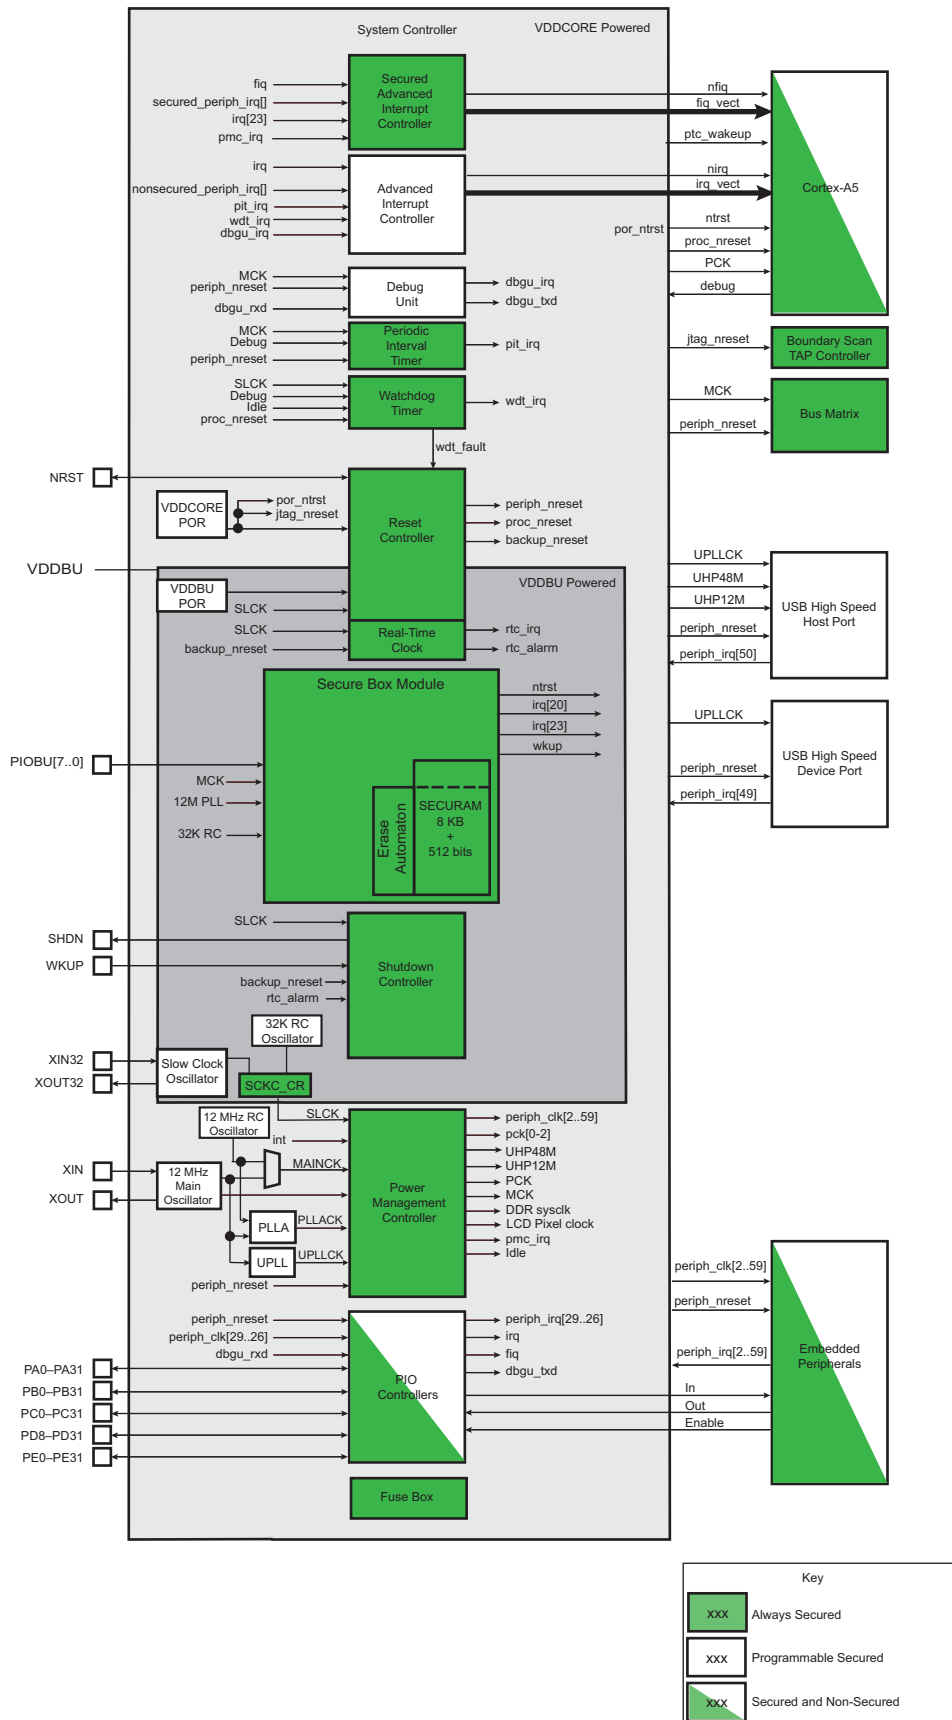 System Controller
VDDCORE Powered
fiq
secured_periph_irq[]
irq[23]
pmc_irq
Secured
Advanced
Interrupt
Controller
nfiq
fiq_vect
ptc_wakeup
irq
nonsecured_periph_irq[]
pit_irq
wdt_irq
dbgu_irq
Advanced
Interrupt
Controller
nirq
irq_vect
Cortex-A5
por_ntrst
ntrst
proc_nreset
PCK
debug
MCK
periph_nreset
dbgu_rxd
Debug
Unit
dbgu_irq
dbgu_txd
MCK
Debug
periph_nreset
Periodic
Interval
Timer
pit_irq
jtag_nreset
Boundary Scan
TAP Controller
SLCK
Debug
Idle
proc_nreset
Watchdog
Timer
wdt_irq
MCK
periph_nreset
Bus Matrix
wdt_fault
NRST
VDDCORE
POR
por_ntrst
jtag_nreset
Reset
Controller
periph_nreset
proc_nreset
backup_nreset
VDDBU
VDDBU Powered
VDDBU
POR
SLCK
SLCK
backup_nreset
Real-Time
Clock
rtc_irq
rtc_alarm
UPLLCK
UHP48M
UHP12M
periph_nreset
periph_irq[50]
USB High Speed
Host Port
Secure Box Module
ntrst
irq[20]
irq[23]
wkup
PIOBU[7..0]
MCK
12M PLL
32K RC
Erase
Automaton
SECURAM
8 KB
+
512 bits
UPLLCK
periph_nreset
periph_irq[49]
USB High Speed
Device Port
SLCK
SHDN
WKUP
backup_nreset
rtc_alarm
Shutdown
Controller
32K RC
Oscillator
XIN32
XOUT32
Slow Clock
Oscillator
SCKC_CR
12 MHz RC
Oscillator
SLCK
int
XIN
XOUT
12 MHz
Main
Oscillator
MAINCK
PLLA
PLLACK
UPLL
UPLLCK
periph_nreset
Power
Management
Controller
periph_clk[2..59]
pck[0-2]
UHP48M
UHP12M
PCK
MCK
DDR sysclk
LCD Pixel clock
pmc_irq
Idle
periph_nreset
periph_clk[29..26]
dbgu_rxd
PA0–PA31
PB0–PB31
PC0–PC31
PD8–PD31
PE0–PE31
PIO
Controllers
periph_irq[29..26]
irq
fiq
dbgu_txd
periph_clk[2..59]
periph_nreset
periph_irq[2..59]
In
Out
Enable
Embedded
Peripherals
Fuse Box
Key
xxx
Always Secured
xxx
Programmable Secured
xxx
Secured and Non-Secured